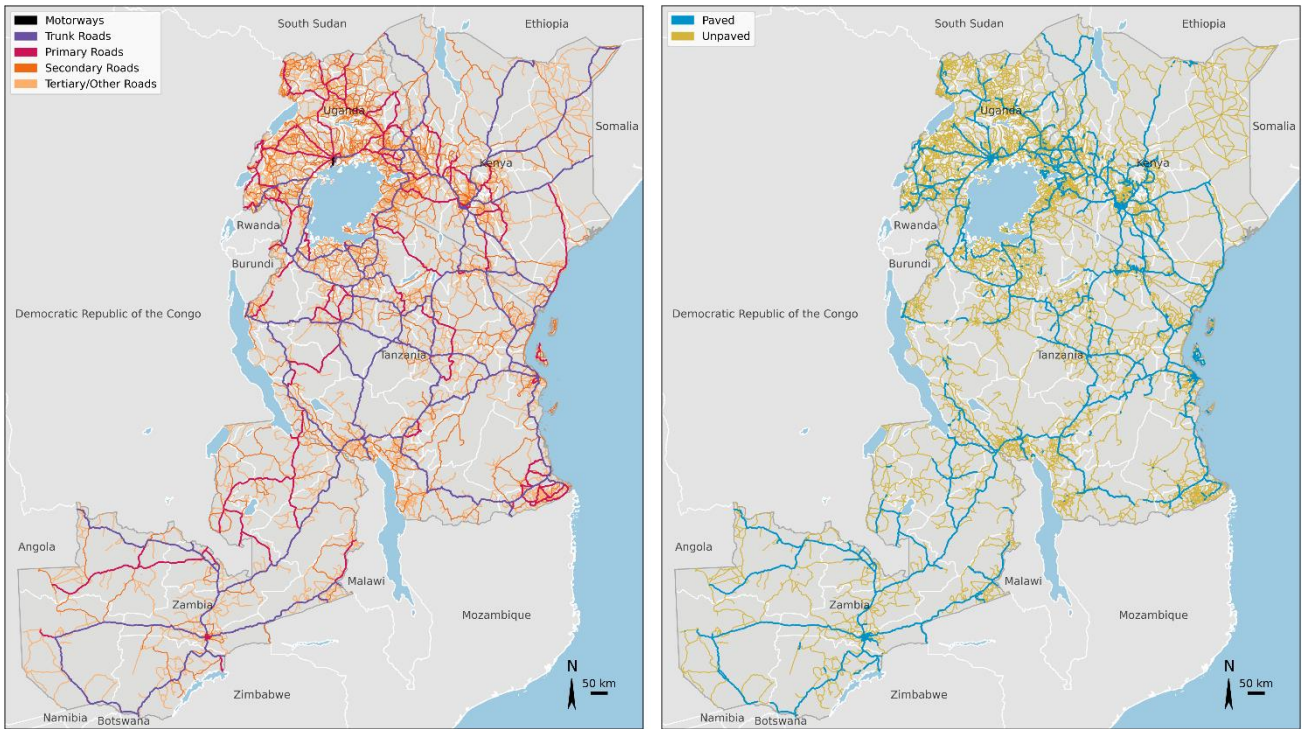 Motorways
Trunk Roads
Primary Roads
Secondary Roads
Tertiary/Other Roads
South Sudan
Ethiopia
Uganda
Somalia
Kenya
Rwanda
Burundi
Democratic Republic of the Congo
Tanzania
Angola
Malawi
Zambia
Mozambique
N
50 km
Zimbabwe
Namibia
Botswana
Paved
Unpaved
South Sudan
Ethiopia
Uganda
Somalia
Kenya
Rwanda
Burundi
Democratic Republic of the Congo
Tanzania
Angola
Malawi
Zambia
Mozambique
N
50 km
Zimbabwe
Namibia
Botswana